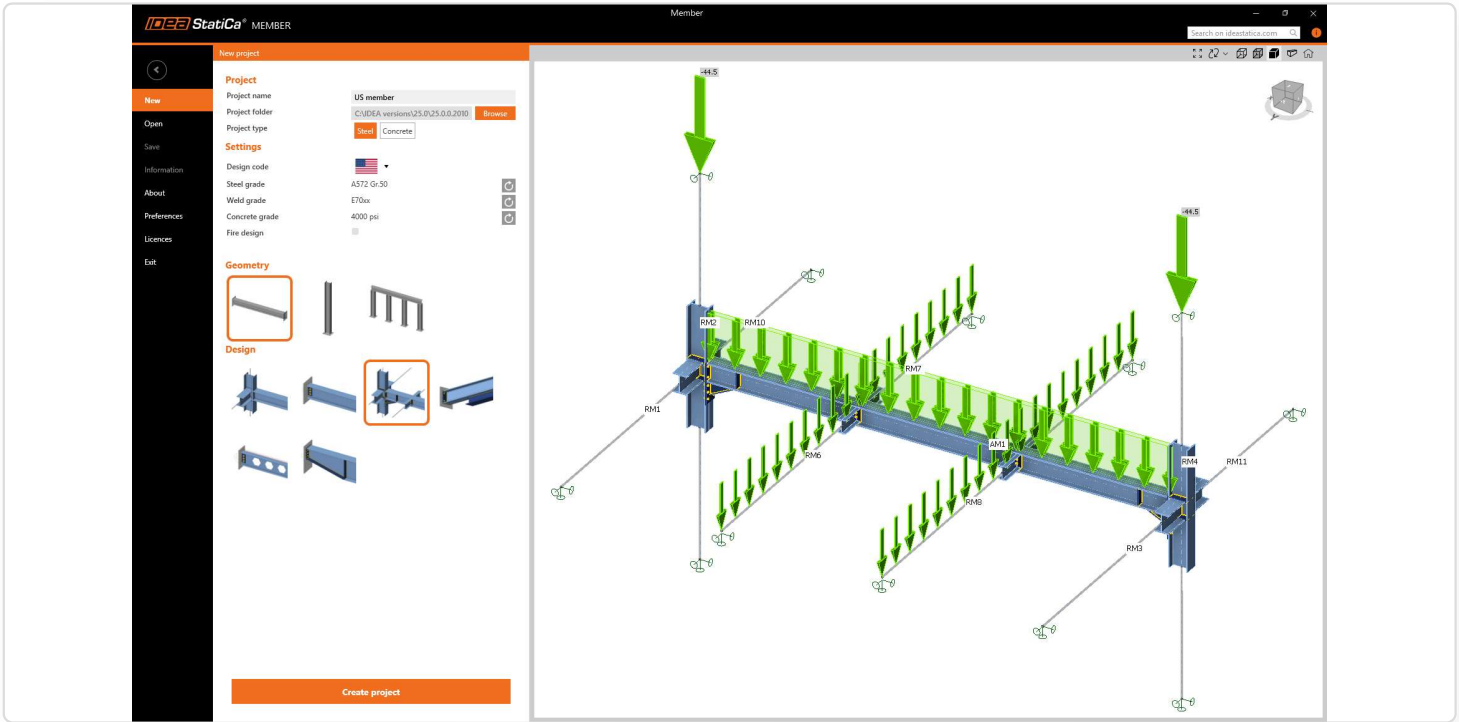 Member
IDEA StatiCa® MEMBER
Search on ideastatica.com
New
Open
Save
Information
About
Preferences
Licences
Exit
New project
Project
Project name US member
Project folder C:\IDEA versions\25.0\25.0.0.2010 Browse
Project type Steel Concrete
Settings
Design code
Steel grade A572 Gr.50
Weld grade E70xx
Concrete grade 4000 psi
Fire design
Geometry
Design
Create project
-44.5
-44.5
RM2
RM10
RM7
RM1
AM1
RM6
RM4
RM11
RM8
RM3